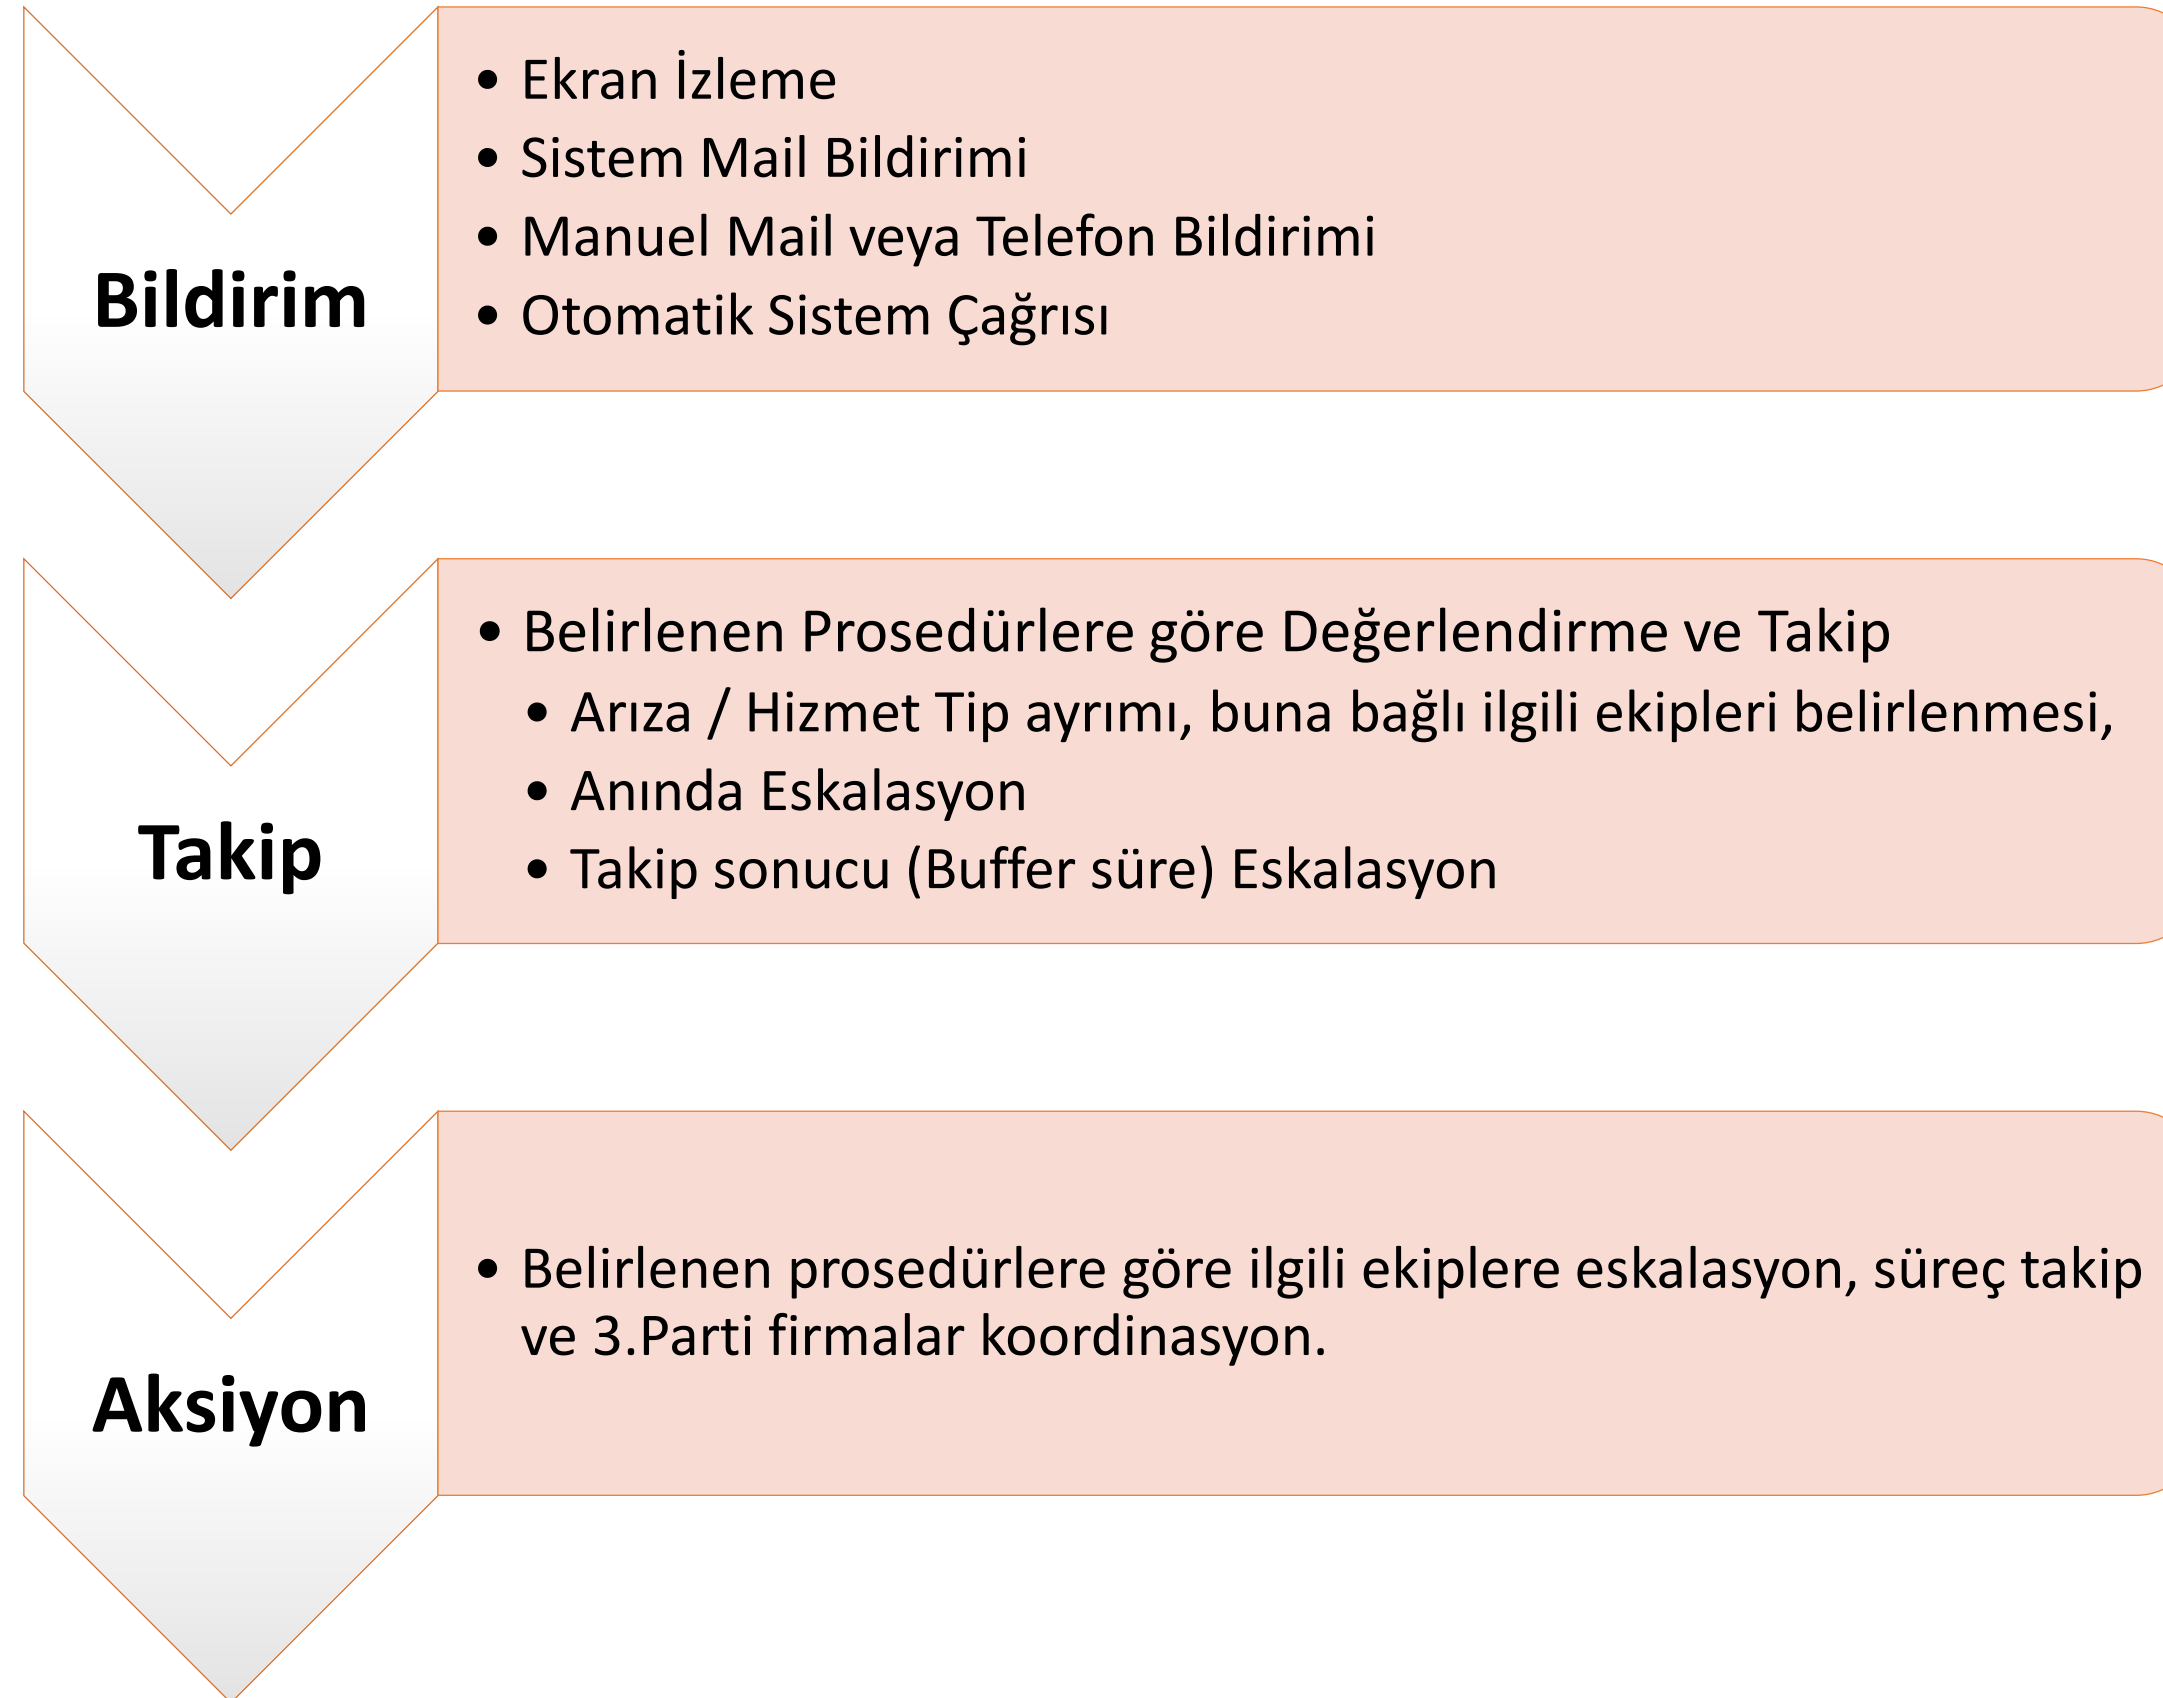 Bildirim
• Ekran İzleme
• Sistem Mail Bildirimi
• Manuel Mail veya Telefon Bildirimi
• Otomatik Sistem Çağrısı
Takip
• Belirlenen Prosedürlere göre Değerlendirme ve Takip
• Arıza / Hizmet Tip ayrımı, buna bağlı ilgili ekipleri belirlenmesi,
• Anında Eskalasyon
• Takip sonucu (Buffer süre) Eskalasyon
Aksiyon
• Belirlenen prosedürlere göre ilgili ekiplere eskalasyon, süreç takip
ve 3.Parti firmalar koordinasyon.